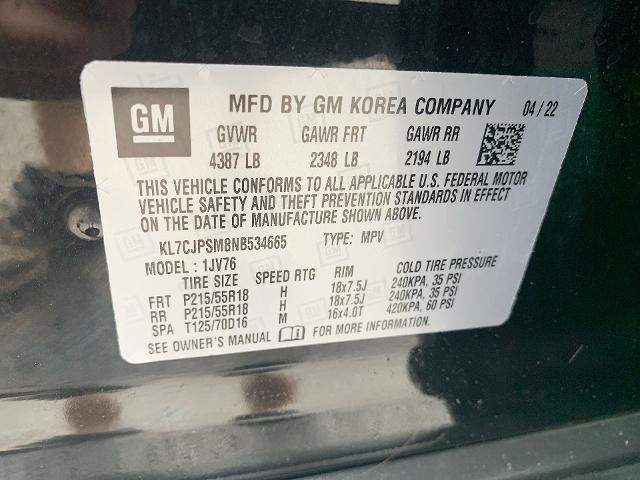 GM MFD BY GM KOREA COMPANY 04/22
GVWR GAWR FRT GAWR RR
4387 LB 2348 LB 2194 LB
THIS VEHICLE CONFORMS TO ALL APPLICABLE U.S. FEDERAL MOTOR
VEHICLE SAFETY AND THEFT PREVENTION STANDARDS IN EFFECT
ON THE DATE OF MANUFACTURE SHOWN ABOVE.
KL7CJPSM8NB534665 TYPE: MPV
MODEL: 1JV76
TIRE SIZE SPEED RTG RIM COLD TIRE PRESSURE
FRT P215/55R18 H 18x7.5J 240KPA, 35 PSI
RR P215/55R18 H 18x7.5J 240KPA, 35 PSI
SPA T125/70D16 M 16x4.0T 420KPA, 60 PSI
SEE OWNER'S MANUAL FOR MORE INFORMATION.